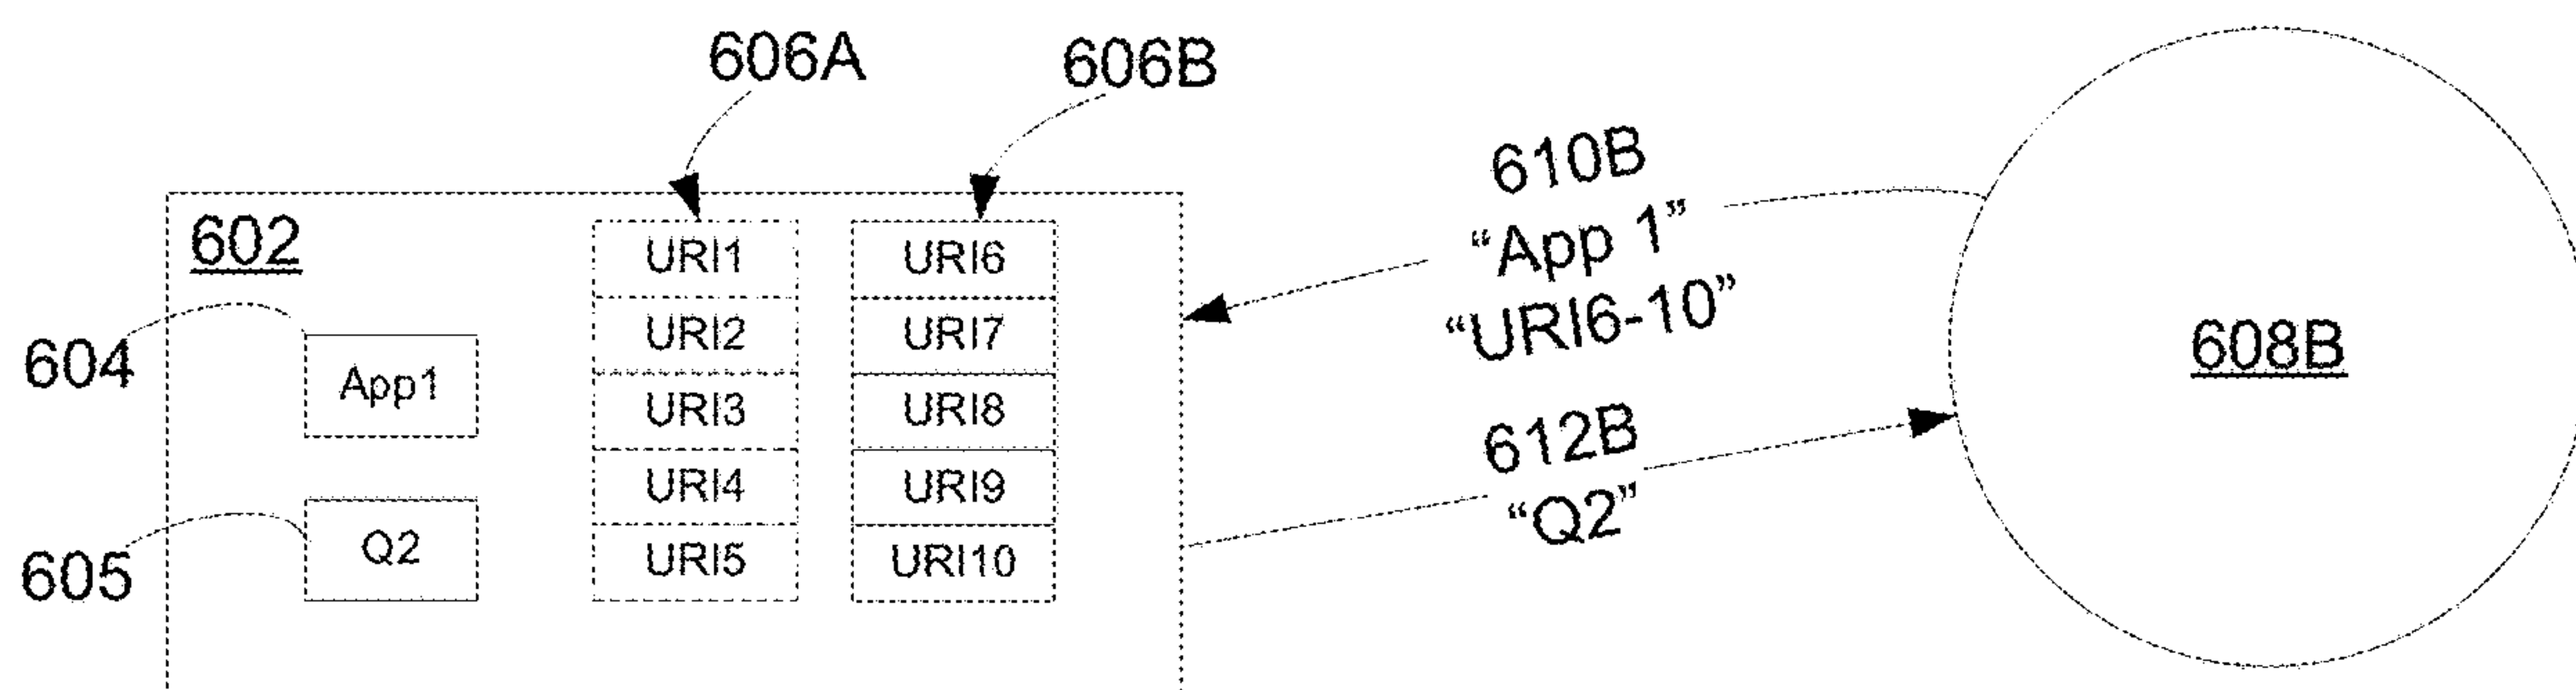 606A
606B
602
URI1
URI6
URI2
URI7
URI3
URI8
URI4
URI9
URI5
URI10
604
App1
605
Q2
610B
“App 1”
“URI6-10”
612B
“Q2”
608B